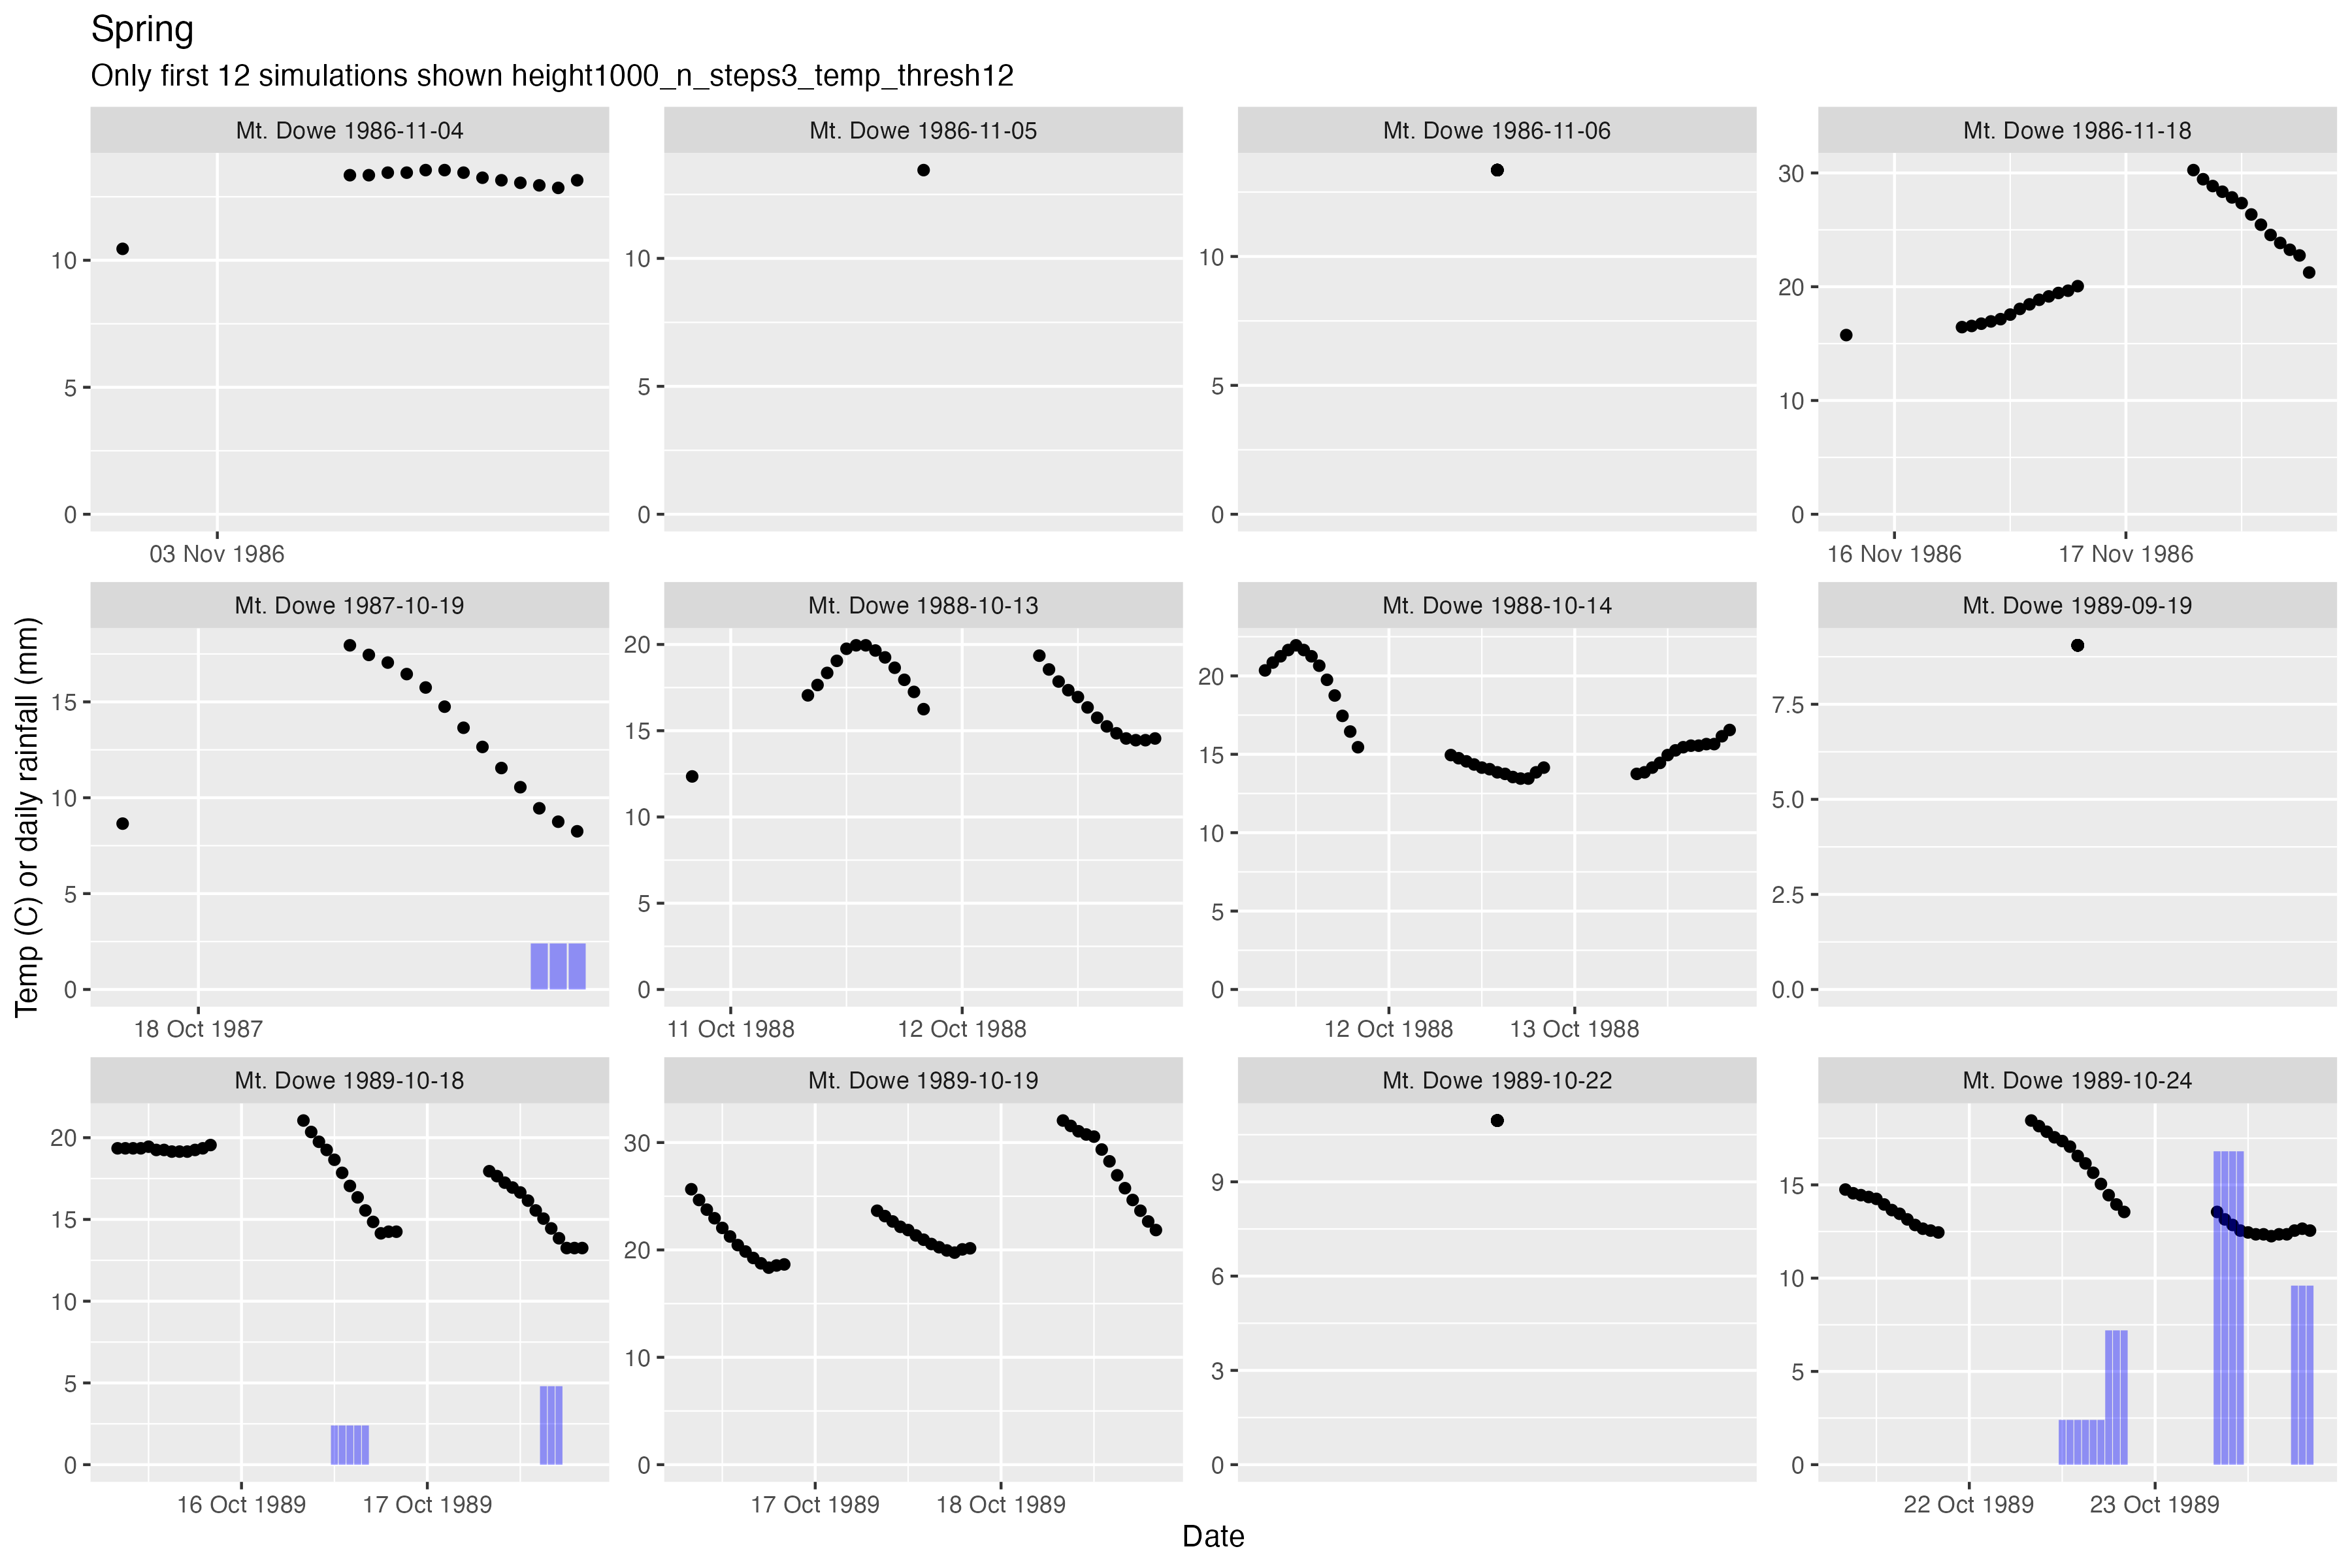 Spring
Only first 12 simulations shown height1000_n_steps3_temp_thresh12
Mt. Dowe 1986-11-04
Mt. Dowe 1986-11-05
Mt. Dowe 1986-11-06
Mt. Dowe 1986-11-18
10
5
0
10
5
0
10
5
0
30
20
10
0
03 Nov 1986
16 Nov 1986
17 Nov 1986
Temp (C) or daily rainfall (mm)
Mt. Dowe 1987-10-19
Mt. Dowe 1988-10-13
Mt. Dowe 1988-10-14
Mt. Dowe 1989-09-19
15
10
5
0
20
15
10
5
0
20
15
10
5
0
7.5
5.0
2.5
0.0
18 Oct 1987
11 Oct 1988
12 Oct 1988
12 Oct 1988
13 Oct 1988
Mt. Dowe 1989-10-18
Mt. Dowe 1989-10-19
Mt. Dowe 1989-10-22
Mt. Dowe 1989-10-24
20
15
10
5
0
30
20
10
0
9
6
3
0
15
10
5
0
16 Oct 1989
17 Oct 1989
17 Oct 1989
18 Oct 1989
22 Oct 1989
23 Oct 1989
Date